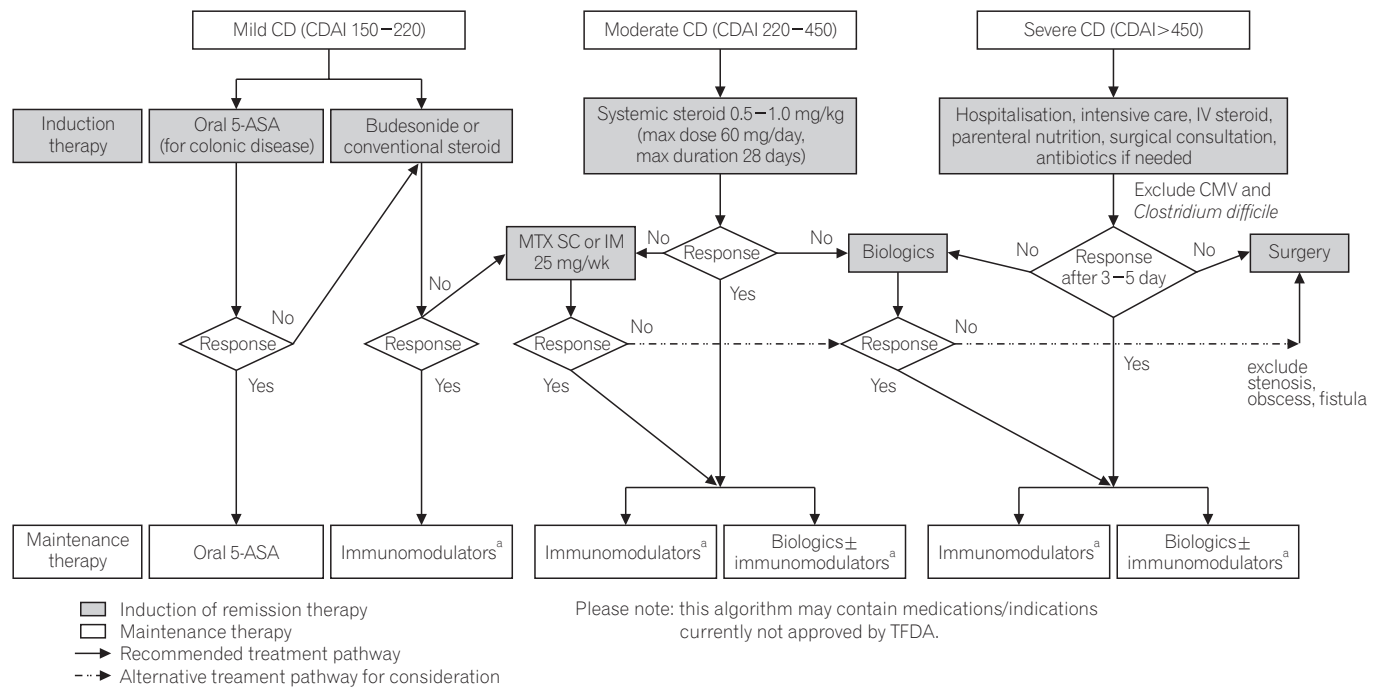 Mild CD (CDAI 150−220)
Moderate CD (CDAI 220−450)
Severe CD (CDAI>450)
Induction
therapy
Oral 5-ASA
(for colonic disease)
Budesonide or
conventional steroid
Systemic steroid 0.5−1.0 mg/kg
(max dose 60 mg/day,
max duration 28 days)
Hospitalisation, intensive care, IV steroid,
parenteral nutrition, surgical consultation,
antibiotics if needed
Exclude CMV and
Clostridium difficile
MTX SC or IM
25 mg/wk
No
Response
No
Yes
Biologics
No
Response
after 3−5 day
No
Surgery
No
Response
Yes
No
Response
Yes
No
Response
Yes
No
Response
Yes
Yes
exclude
stenosis,
obscess, fistula
Maintenance
therapy
Oral 5-ASA
Immunomodulatorsᵃ
Immunomodulatorsᵃ
Biologics±
immunomodulatorsᵃ
Immunomodulatorsᵃ
Biologics±
immunomodulatorsᵃ
Induction of remission therapy
Maintenance therapy
Recommended treatment pathway
Alternative treament pathway for consideration
Please note: this algorithm may contain medications/indications
currently not approved by TFDA.